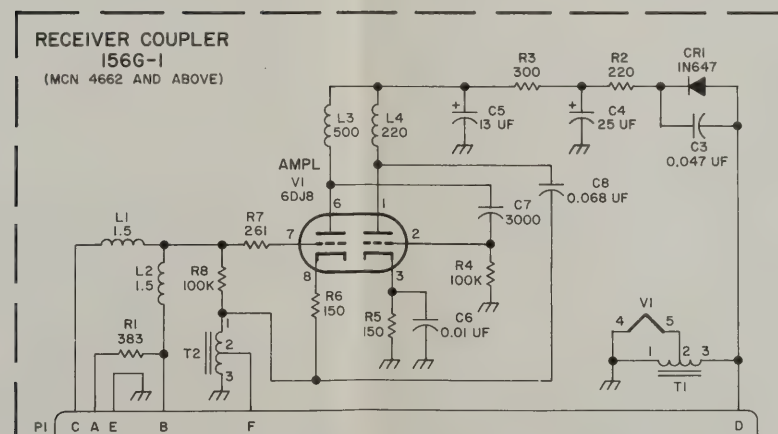 RECEIVER COUPLER
156G-1
(MCN 4662 AND ABOVE)
R3
300
R2
220
CR1
1N647
L3
500
L4
220
+
C5
13 UF
+
C4
25 UF
C3
0.047 UF
AMPL
V1
6DJ8
C8
0.068 UF
C7
3000
6
1
L1
1.5
R7
261
7
2
L2
1.5
R8
100K
8
3
R4
100K
R6
150
R5
150
C6
0.01 UF
R1
383
T2
1
2
3
V1
4
5
1
2
3
T1
P1
C
A
E
B
F
D